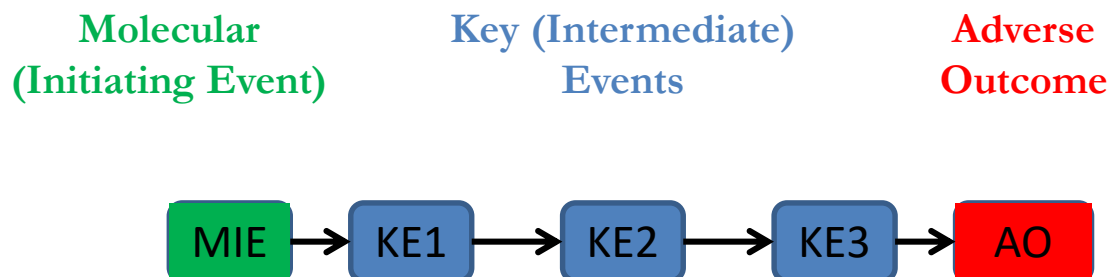 Molecular
(Initiating Event)
Key (Intermediate)
Events
Adverse
Outcome
MIE
KE1
KE2
KE3
AO